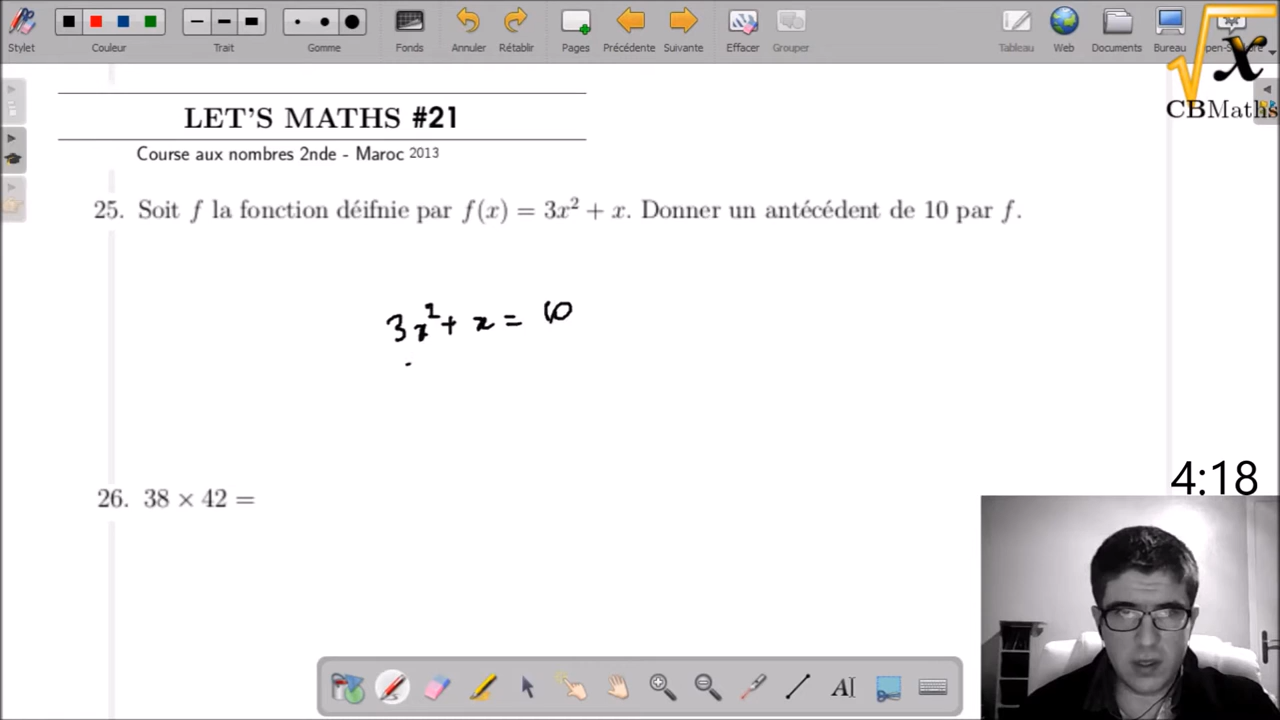 Stylet Couleur Trait Gomme Fonds Annuler Rétablir Pages Précédente Suivante Effacer Grouper Tableau Web Documents Bureau
√x
CBMaths
LET'S MATHS #21
Course aux nombres 2nde - Maroc 2013
25. Soit f la fonction déifnie par f(x) = 3x² + x. Donner un antécédent de 10 par f.
3x² + x = 10
4:18
26. 38 × 42 =
AI